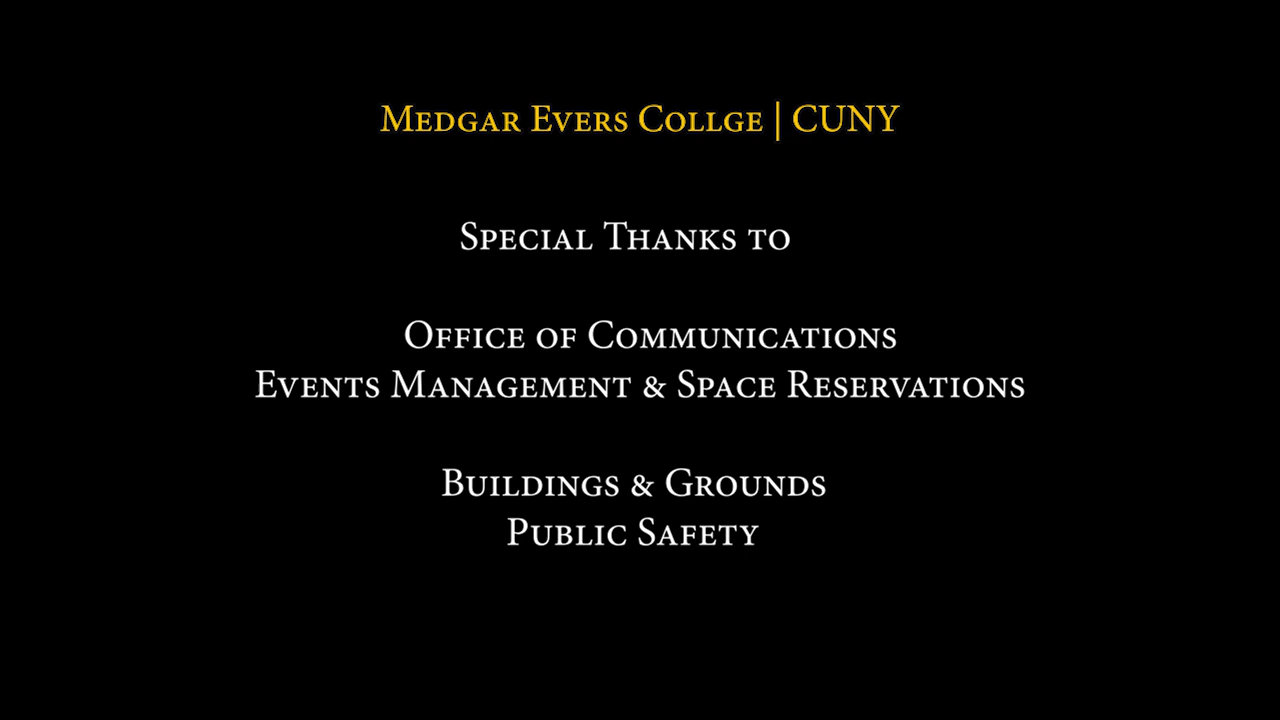 Medgar Evers Collge | CUNY
Special Thanks to
Office of Communications
Events Management & Space Reservations
Buildings & Grounds
Public Safety